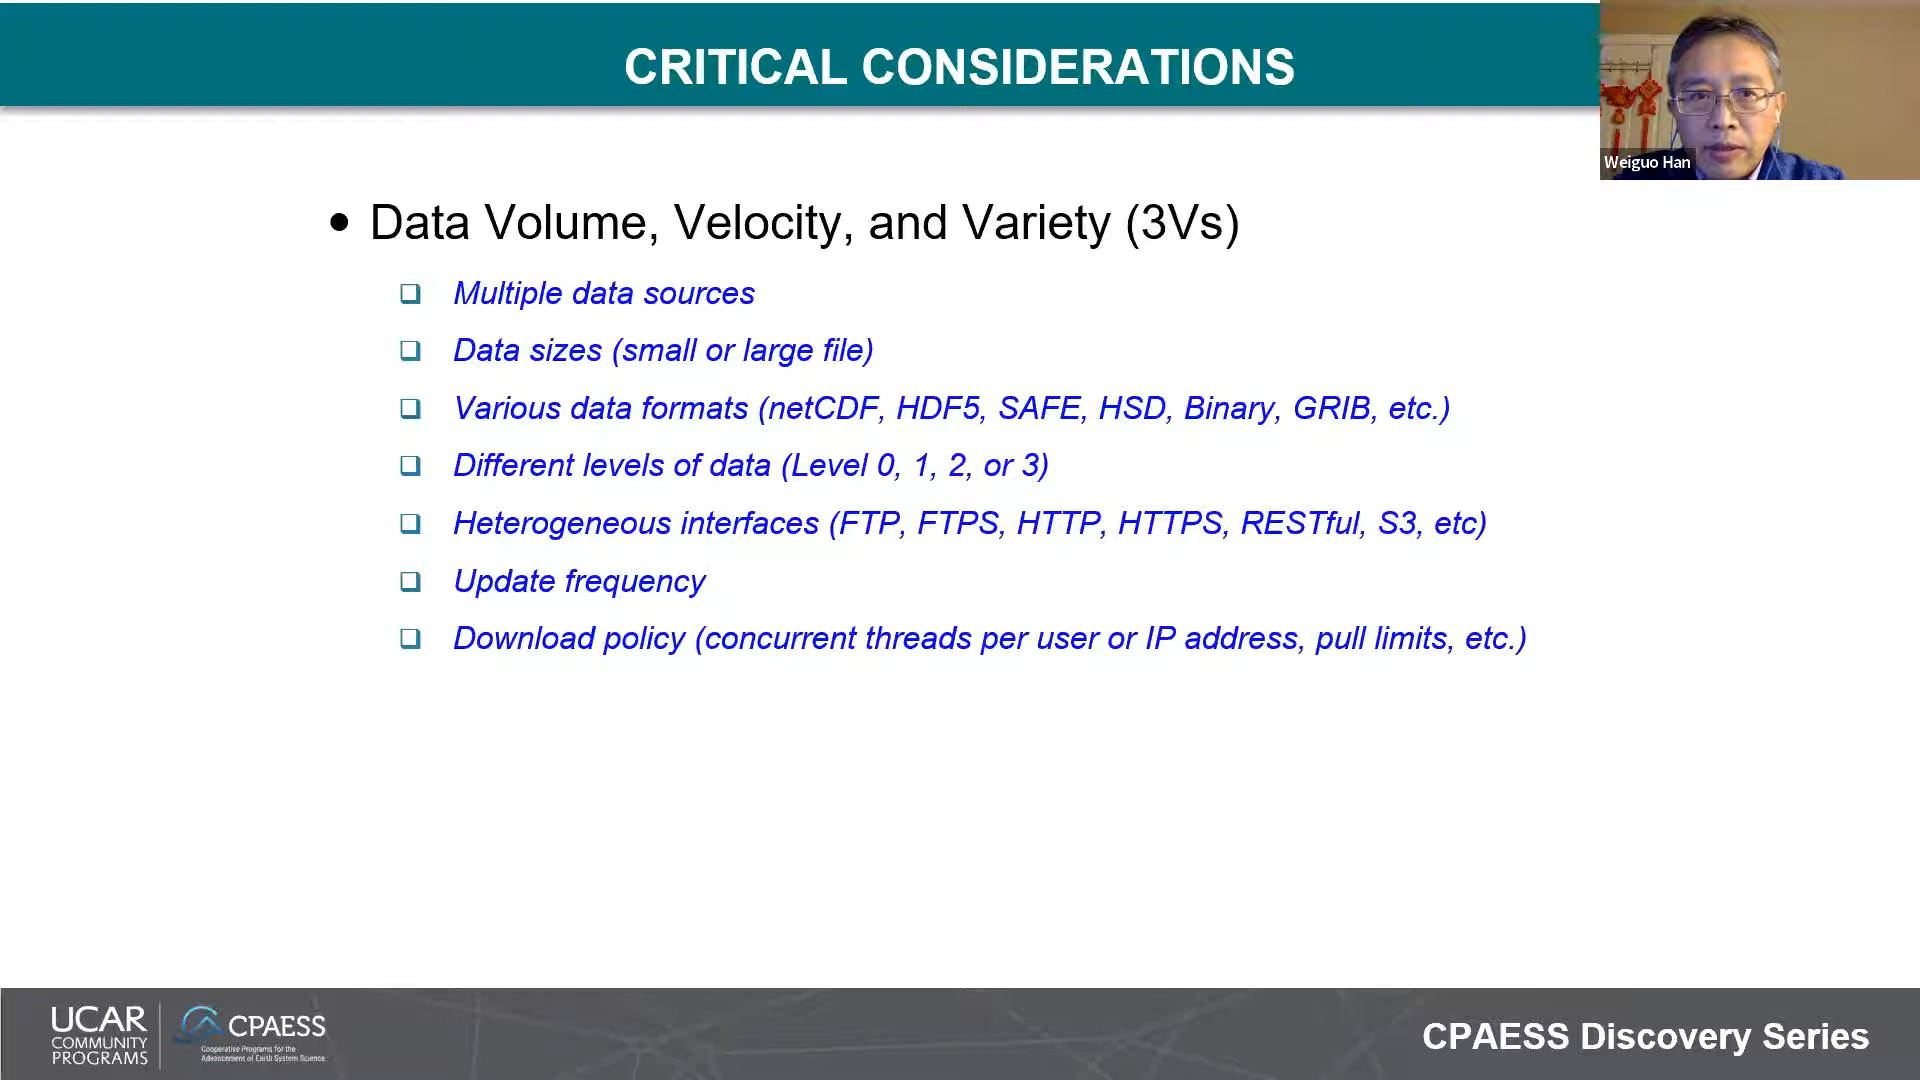 CRITICAL CONSIDERATIONS
Weiguo Han
• Data Volume, Velocity, and Variety (3Vs)
❑ Multiple data sources
❑ Data sizes (small or large file)
❑ Various data formats (netCDF, HDF5, SAFE, HSD, Binary, GRIB, etc.)
❑ Different levels of data (Level 0, 1, 2, or 3)
❑ Heterogeneous interfaces (FTP, FTPS, HTTP, HTTPS, RESTful, S3, etc)
❑ Update frequency
❑ Download policy (concurrent threads per user or IP address, pull limits, etc.)
UCAR
COMMUNITY
PROGRAMS
CPAESS
Cooperative Programs for the
Advancement of Earth System Science
CPAESS Discovery Series